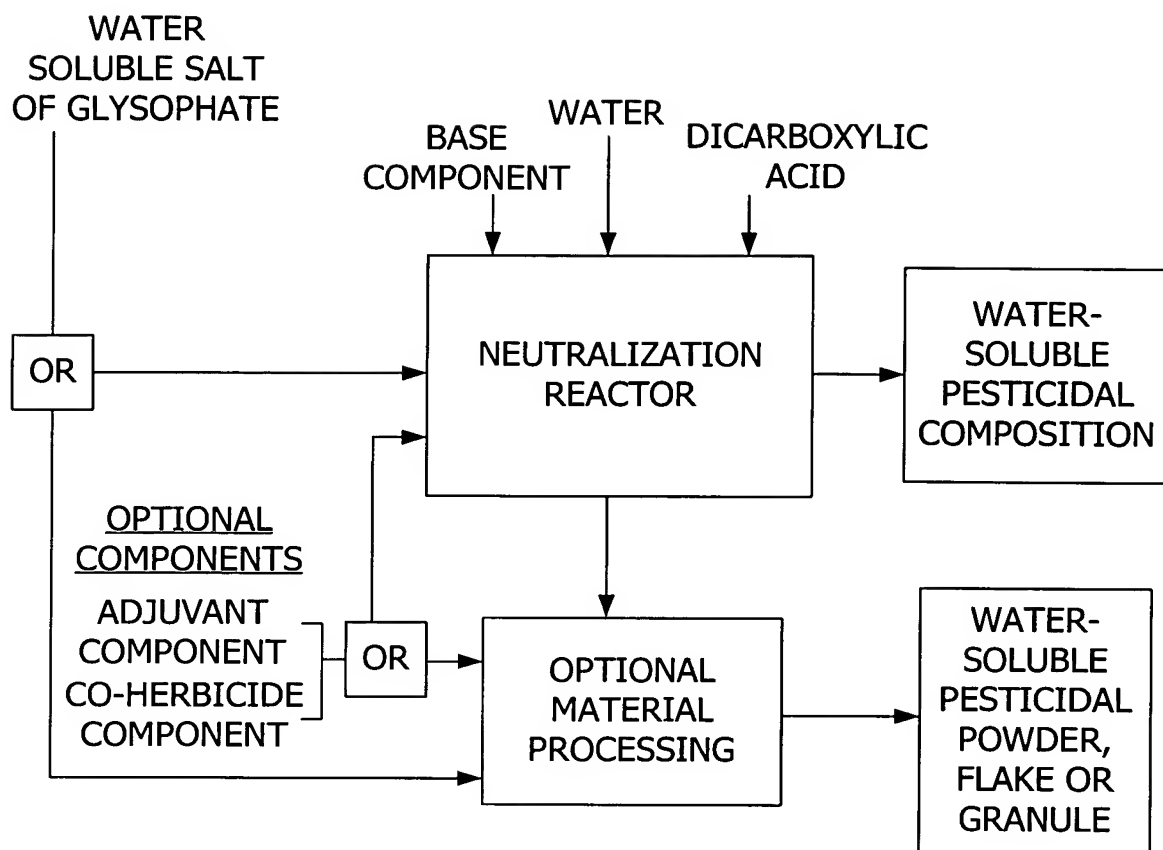 WATER
SOLUBLE SALT
OF GLYSOPHATE
BASE
COMPONENT
WATER
DICARBOXYLIC
ACID
OR
NEUTRALIZATION
REACTOR
WATER-
SOLUBLE
PESTICIDAL
COMPOSITION
OPTIONAL
COMPONENTS
ADJUVANT
COMPONENT
CO-HERBICIDE
COMPONENT
OR
OPTIONAL
MATERIAL
PROCESSING
WATER-
SOLUBLE
PESTICIDAL
POWDER,
FLAKE OR
GRANULE